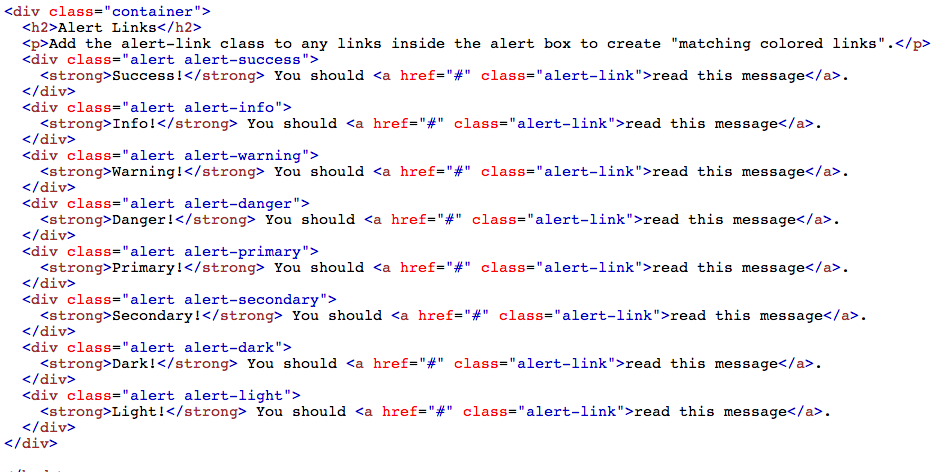 <div class="container">
<h2>Alert Links</h2>
<p>Add the alert-link class to any links inside the alert box to create "matching colored links".</p>
<div class="alert alert-success">
<strong>Success!</strong> You should <a href="#" class="alert-link">read this message</a>.
</div>
<div class="alert alert-info">
<strong>Info!</strong> You should <a href="#" class="alert-link">read this message</a>.
</div>
<div class="alert alert-warning">
<strong>Warning!</strong> You should <a href="#" class="alert-link">read this message</a>.
</div>
<div class="alert alert-danger">
<strong>Danger!</strong> You should <a href="#" class="alert-link">read this message</a>.
</div>
<div class="alert alert-primary">
<strong>Primary!</strong> You should <a href="#" class="alert-link">read this message</a>.
</div>
<div class="alert alert-secondary">
<strong>Secondary!</strong> You should <a href="#" class="alert-link">read this message</a>.
</div>
<div class="alert alert-dark">
<strong>Dark!</strong> You should <a href="#" class="alert-link">read this message</a>.
</div>
<div class="alert alert-light">
<strong>Light!</strong> You should <a href="#" class="alert-link">read this message</a>.
</div>
</div>